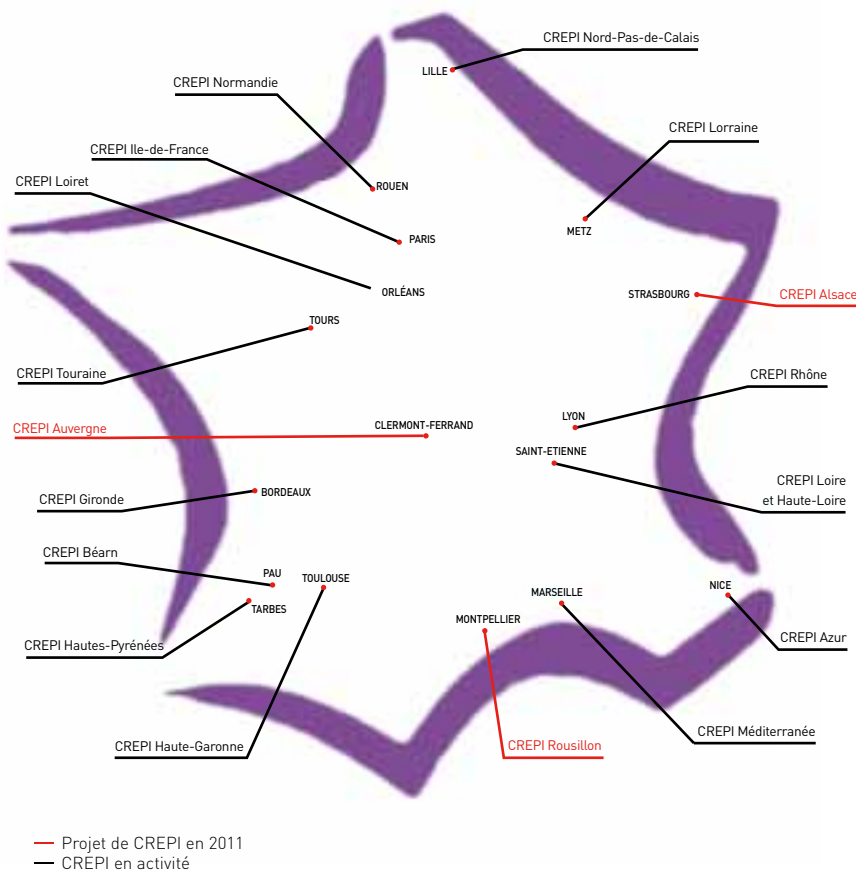 CREPI Nord-Pas-de-Calais
LILLE
CREPI Normandie
CREPI Lorraine
CREPI Ile-de-France
CREPI Loiret
ROUEN
METZ
PARIS
ORLÉANS
STRASBOURG
CREPI Alsace
TOURS
CREPI Touraine
CREPI Rhône
LYON
CREPI Auvergne
CLERMONT-FERRAND
SAINT-ETIENNE
CREPI Loire
et Haute-Loire
CREPI Gironde
BORDEAUX
CREPI Béarn
PAU
TOULOUSE
TARBES
MARSEILLE
NICE
MONTPELLIER
CREPI Hautes-Pyrénées
CREPI Azur
CREPI Haute-Garonne
CREPI Rousillon
CREPI Méditerranée
Projet de CREPI en 2011
CREPI en activité